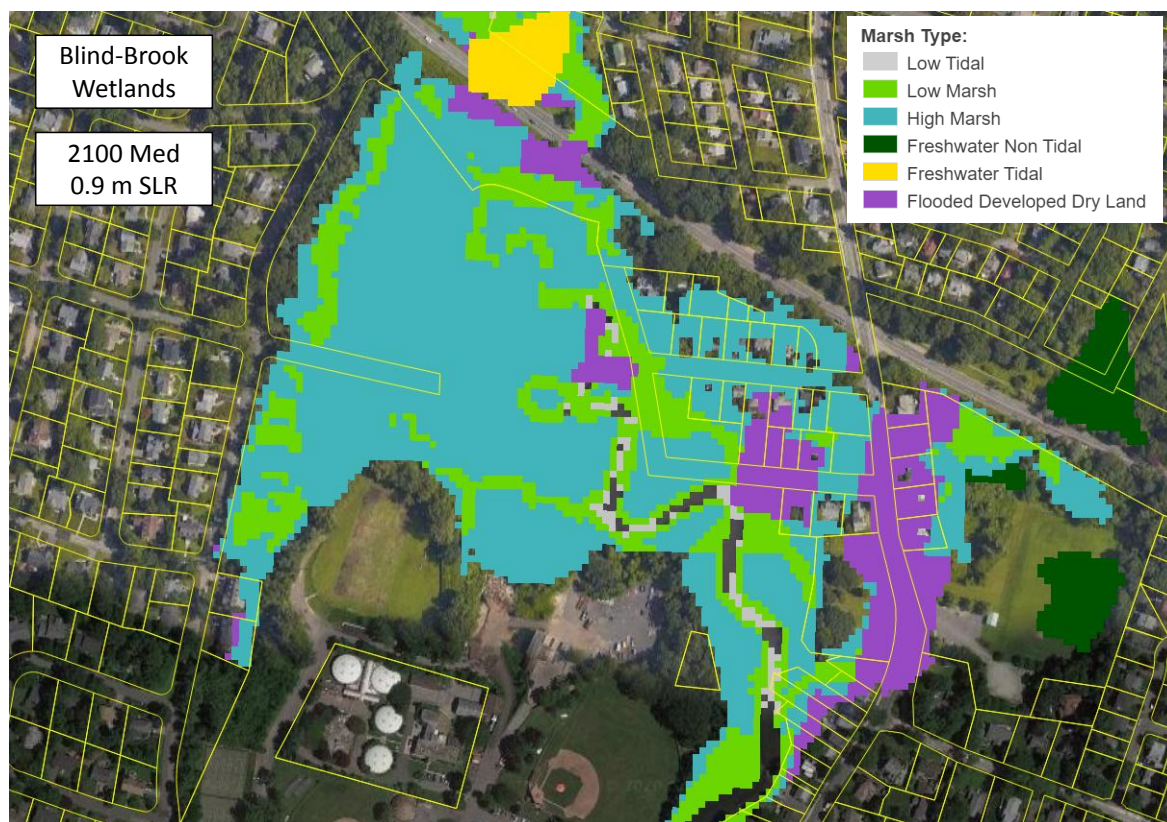 Blind-Brook
Wetlands
2100 Med
0.9 m SLR
Marsh Type:
Low Tidal
Low Marsh
High Marsh
Freshwater Non Tidal
Freshwater Tidal
Flooded Developed Dry Land